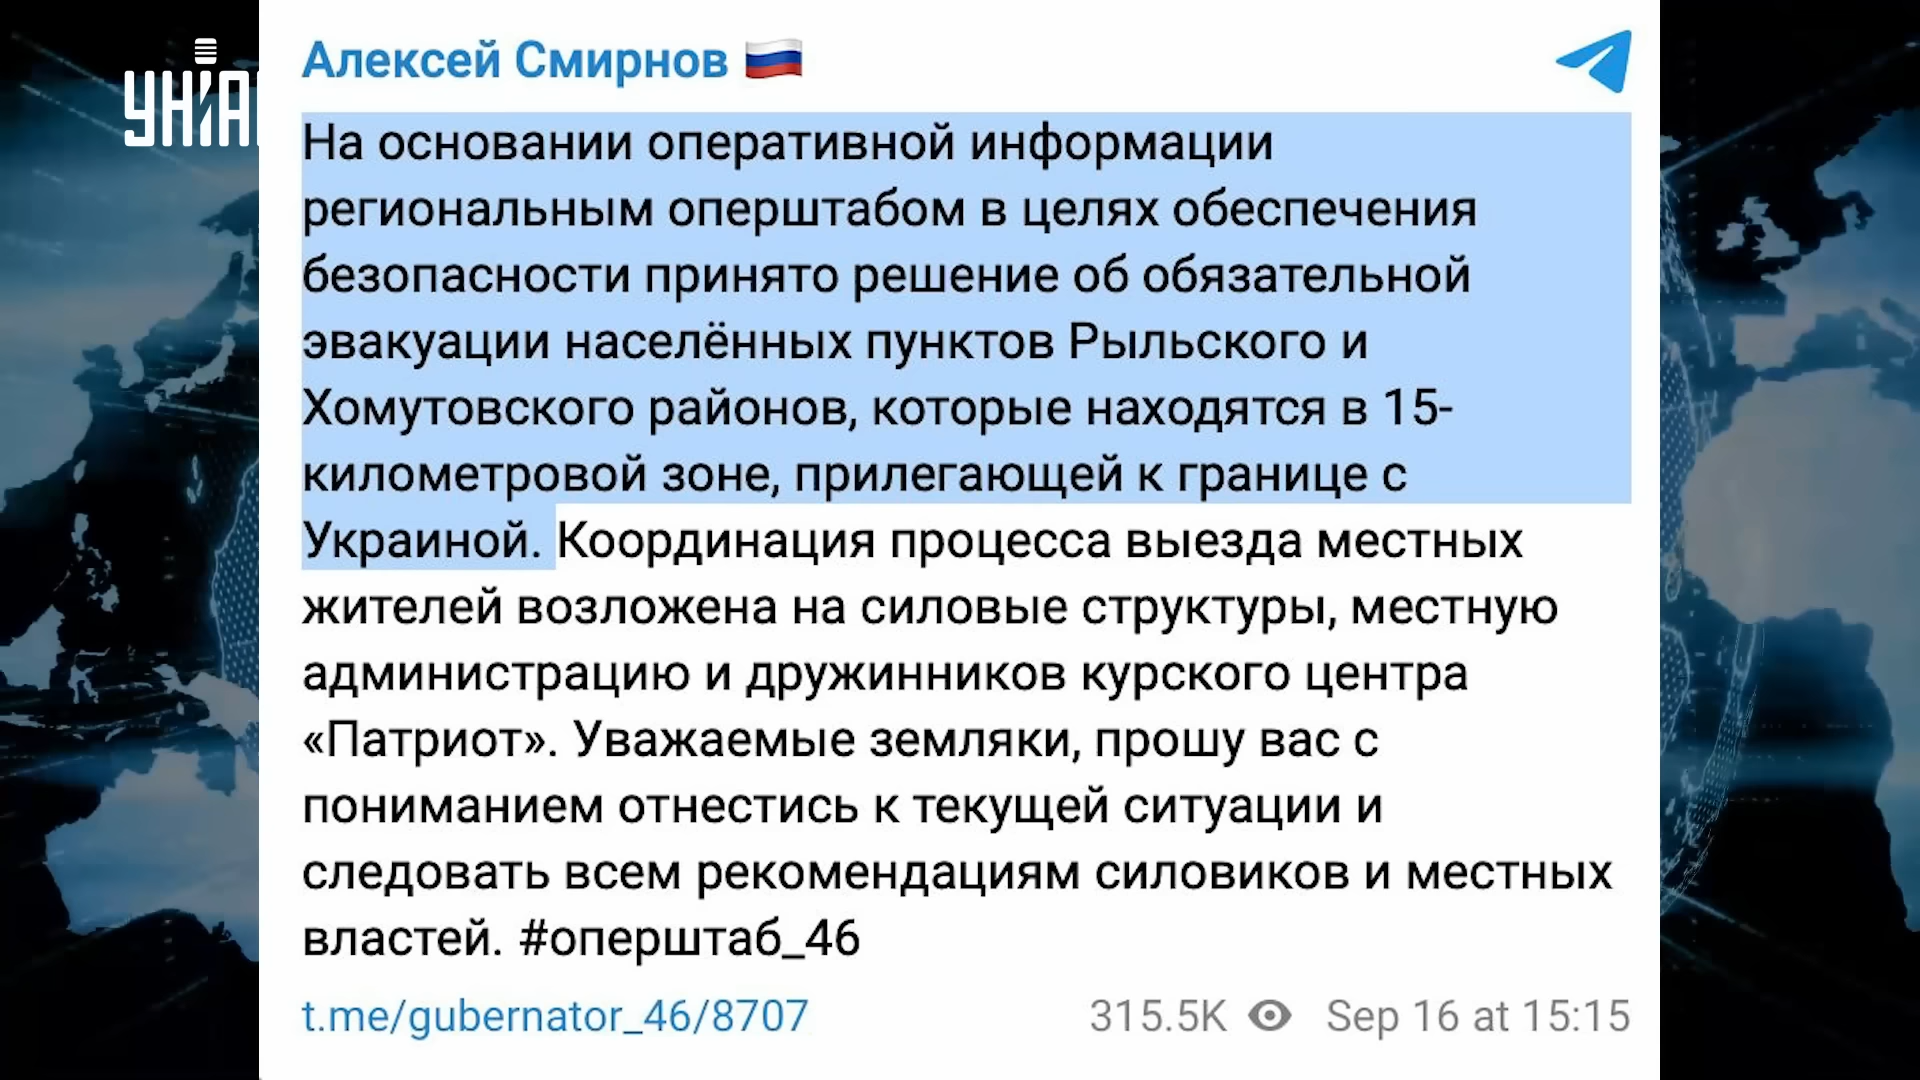 УНІАН
Алексей Смирнов
На основании оперативной информации
региональным оперштабом в целях обеспечения
безопасности принято решение об обязательной
эвакуации населённых пунктов Рыльского и
Хомутовского районов, которые находятся в 15-
километровой зоне, прилегающей к границе с
Украиной. Координация процесса выезда местных
жителей возложена на силовые структуры, местную
администрацию и дружинников курского центра
«Патриот». Уважаемые земляки, прошу вас с
пониманием отнестись к текущей ситуации и
следовать всем рекомендациям силовиков и местных
властей. #оперштаб_46
t.me/gubernator_46/8707 315.5K Sep 16 at 15:15